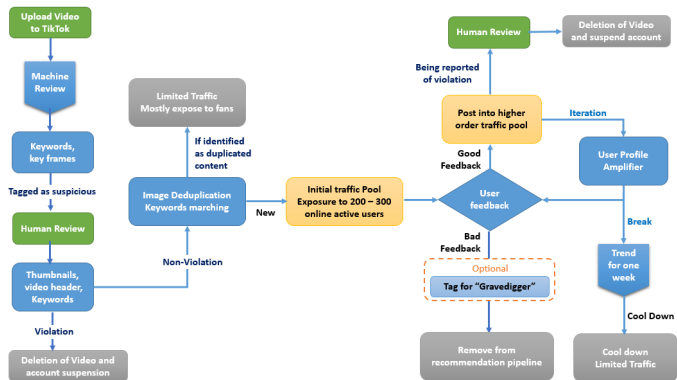 Upload Video
to TikTok
Machine
Review
Keywords,
key frames
Tagged as suspicious
Human Review
Thumbnails,
video header,
Keywords
Violation
Deletion of Video and
account suspension
Non-Violation
Limited Traffic
Mostly expose to fans
If identified
as duplicated
content
Image Deduplication
Keywords marching
New
Initial traffic Pool
Exposure to 200 – 300
online active users
User
feedback
Good
Feedback
Post into higher
order traffic pool
Being reported
of violation
Human Review
Deletion of Video
and suspend account
Iteration
User Profile
Amplifier
Break
Trend
for one
week
Cool Down
Cool down
Limited Traffic
Bad
Feedback
Optional
Tag for “Gravedigger”
Remove from
recommendation pipeline